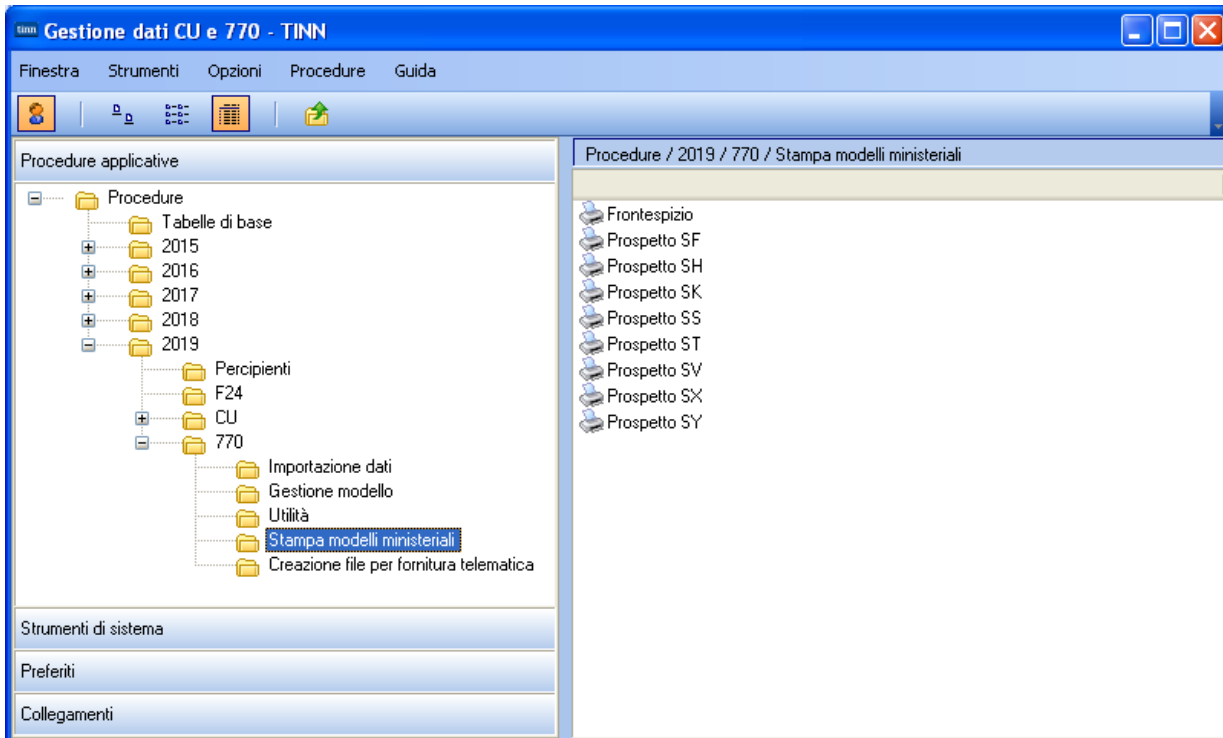 tinn Gestione dati CU e 770 - TINN
Finestra Strumenti Opzioni Procedure Guida
Procedure applicative
Procedure
Tabelle di base
2015
2016
2017
2018
2019
Percipienti
F24
CU
770
Importazione dati
Gestione modello
Utilità
Stampa modelli ministeriali
Creazione file per fornitura telematica
Strumenti di sistema
Preferiti
Collegamenti
Procedure / 2019 / 770 / Stampa modelli ministeriali
Frontespizio
Prospetto SF
Prospetto SH
Prospetto SK
Prospetto SS
Prospetto ST
Prospetto SV
Prospetto SX
Prospetto SY